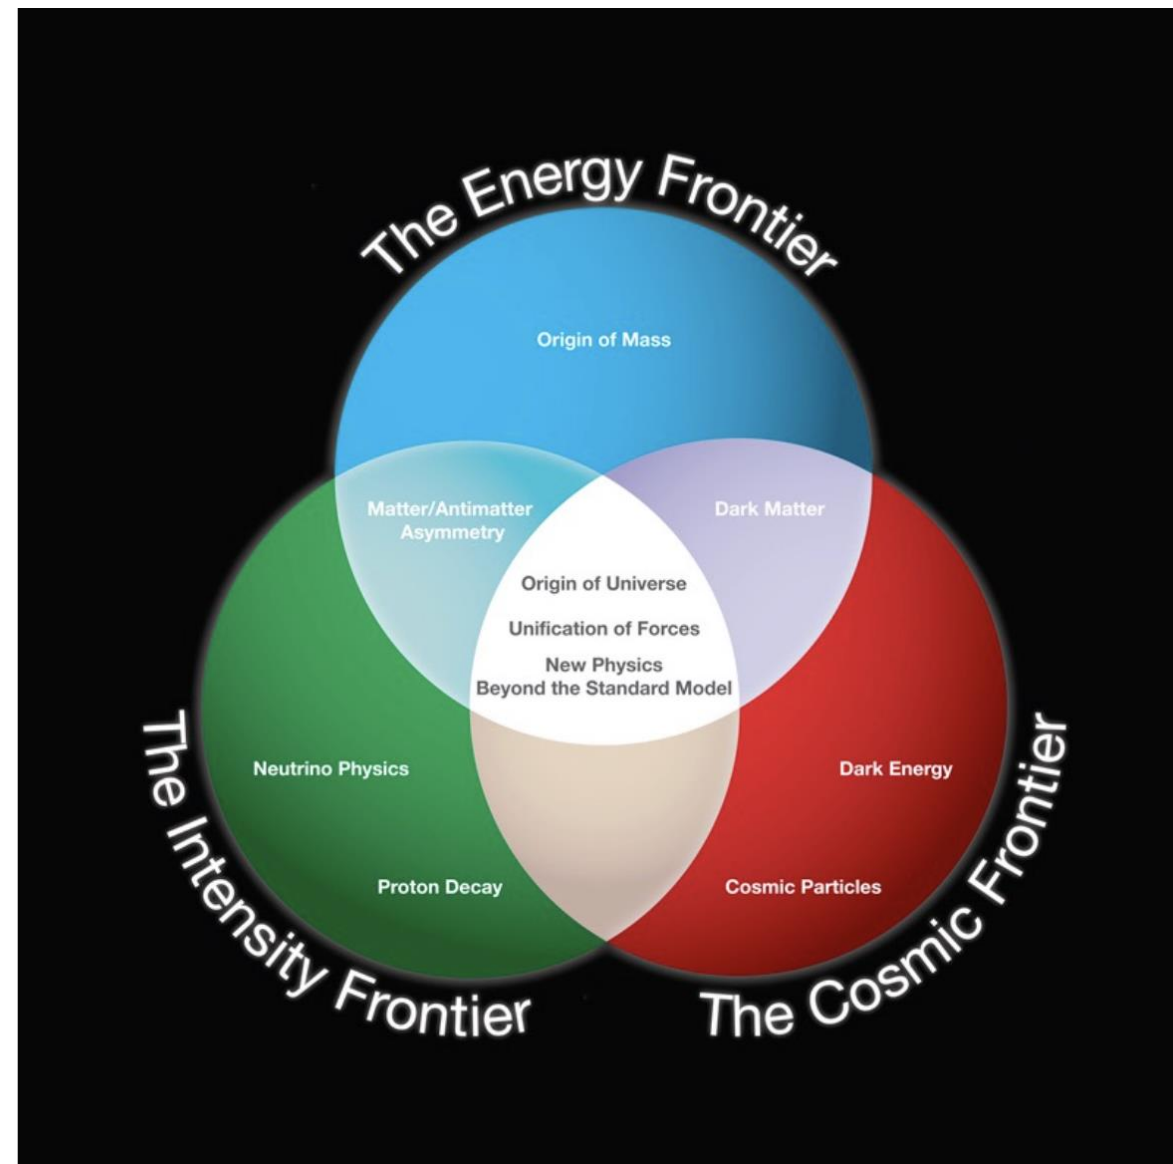 The Energy Frontier
Origin of Mass
Matter/Antimatter
Asymmetry
Dark Matter
Origin of Universe
Unification of Forces
New Physics
Beyond the Standard Model
Neutrino Physics
Dark Energy
Proton Decay
Cosmic Particles
The Intensity Frontier
The Cosmic Frontier